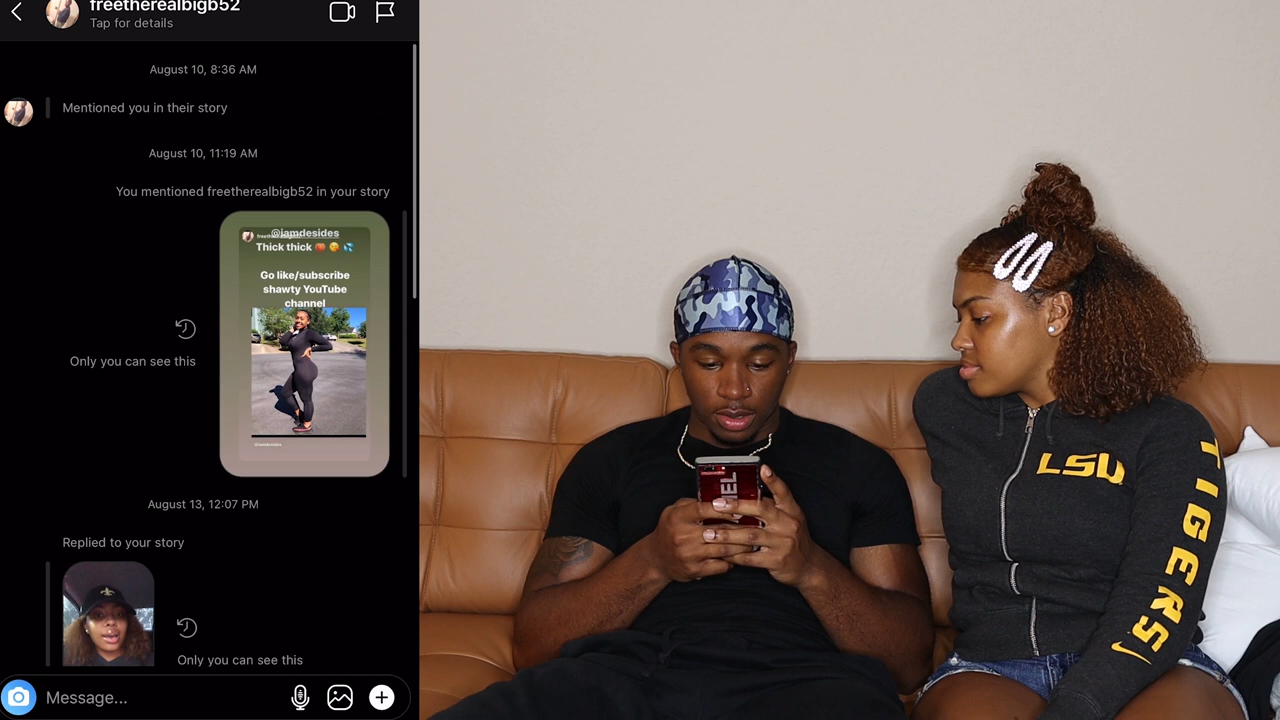 freetherealbigb52
Tap for details
August 10, 8:36 AM
Mentioned you in their story
August 10, 11:19 AM
You mentioned freetherealbigb52 in your story
@iamdesides
Thick thick 🍑 😘 💦
Go like/subscribe
shawty YouTube
channel
@iamdesides
Only you can see this
August 13, 12:07 PM
Replied to your story
Only you can see this
Message...
LSU
TIGERS